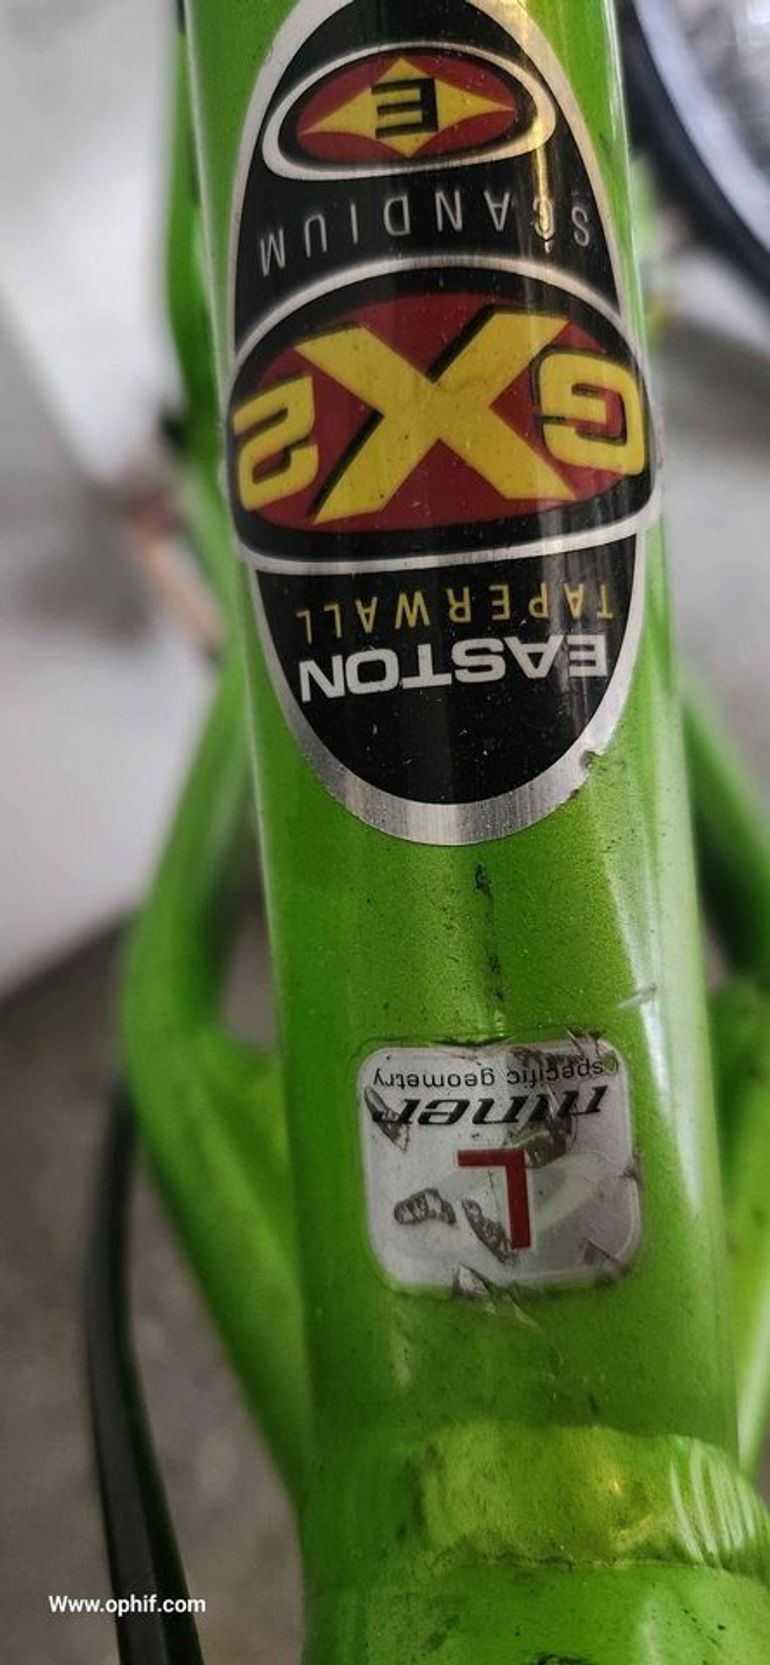 L
niner
specific geometry
EASTON
TAPERWALL
GX2
SCANDIUM
E
Www.ophif.com